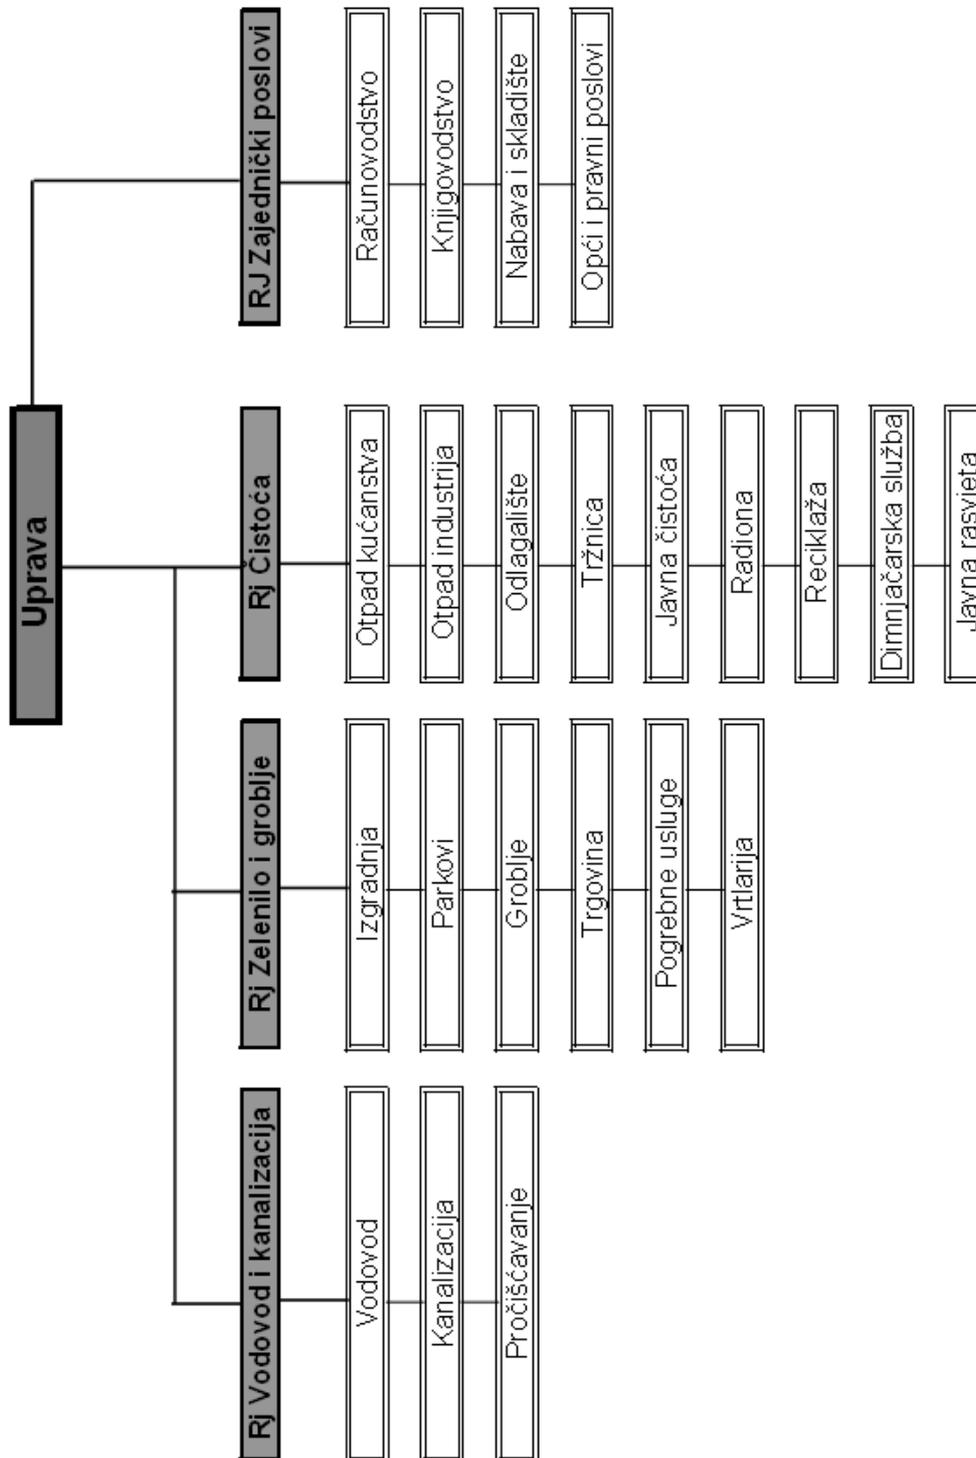 Uprava
Rj Vodovod i kanalizacija
Vodovod
Kanalizacija
Pročišćavanje
Rj Zelenilo i groblje
Izgradnja
Parkovi
Groblje
Trgovina
Pogrebne usluge
Vrtlarija
Rj Čistoća
Otpad kućanstva
Otpad industrija
Odlagalište
Tržnica
Javna čistoća
Radiona
Reciklaža
Dimnjačarska služba
Javna rasvjeta
RJ Zajednički poslovi
Računovodstvo
Knjigovodstvo
Nabava i skladište
Opći i pravni poslovi